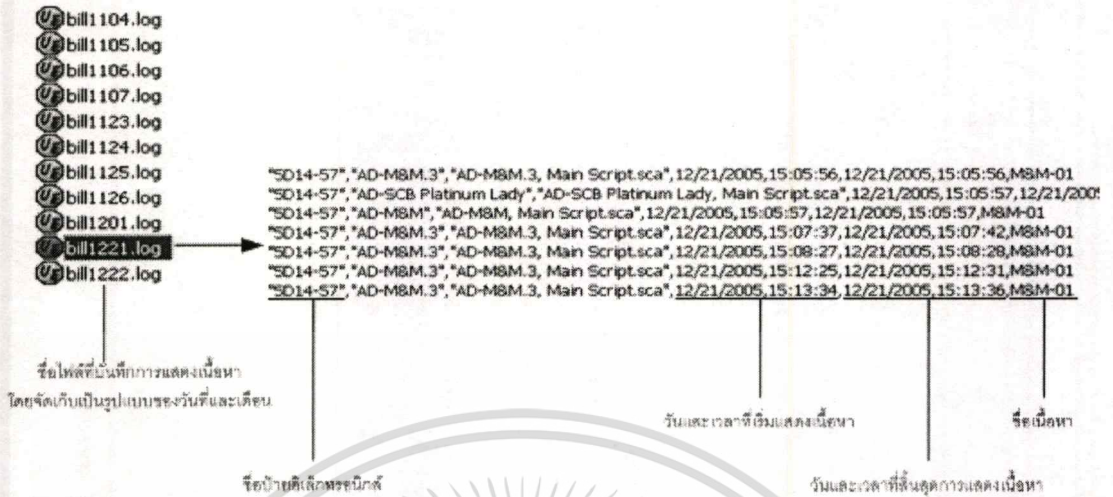 bill1104.log
bill1105.log
bill1106.log
bill1107.log
bill1123.log
bill1124.log
bill1125.log
bill1126.log
bill1201.log
bill1221.log
bill1222.log
"SD14-57","AD-M&M.3","AD-M&M.3, Main Script.sca",12/21/2005,15:05:56,12/21/2005,15:05:56,M&M-01
"SD14-57","AD-SCB Platinum Lady","AD-SCB Platinum Lady, Main Script.sca",12/21/2005,15:05:57,12/21/200
"SD14-57","AD-M&M","AD-M&M, Main Script.sca",12/21/2005,15:05:57,12/21/2005,15:05:57,M&M-01
"SD14-57","AD-M&M.3","AD-M&M.3, Main Script.sca",12/21/2005,15:07:37,12/21/2005,15:07:42,M&M-01
"SD14-57","AD-M&M.3","AD-M&M.3, Main Script.sca",12/21/2005,15:08:27,12/21/2005,15:08:28,M&M-01
"SD14-57","AD-M&M.3","AD-M&M.3, Main Script.sca",12/21/2005,15:12:25,12/21/2005,15:12:31,M&M-01
"SD14-57","AD-M&M.3","AD-M&M.3, Main Script.sca",12/21/2005,15:13:34,12/21/2005,15:13:36,M&M-01
ชื่อไฟล์ที่บันทึกการแสดงเนื้อหา
โดยจัดเก็บเป็นรูปแบบของวันที่และเดือน
วันและเวลาที่เริ่มแสดงเนื้อหา
ชื่อเนื้อหา
ชื่อป้ายอิเล็กทรอนิกส์
วันและเวลาที่สิ้นสุดการแสดงเนื้อหา